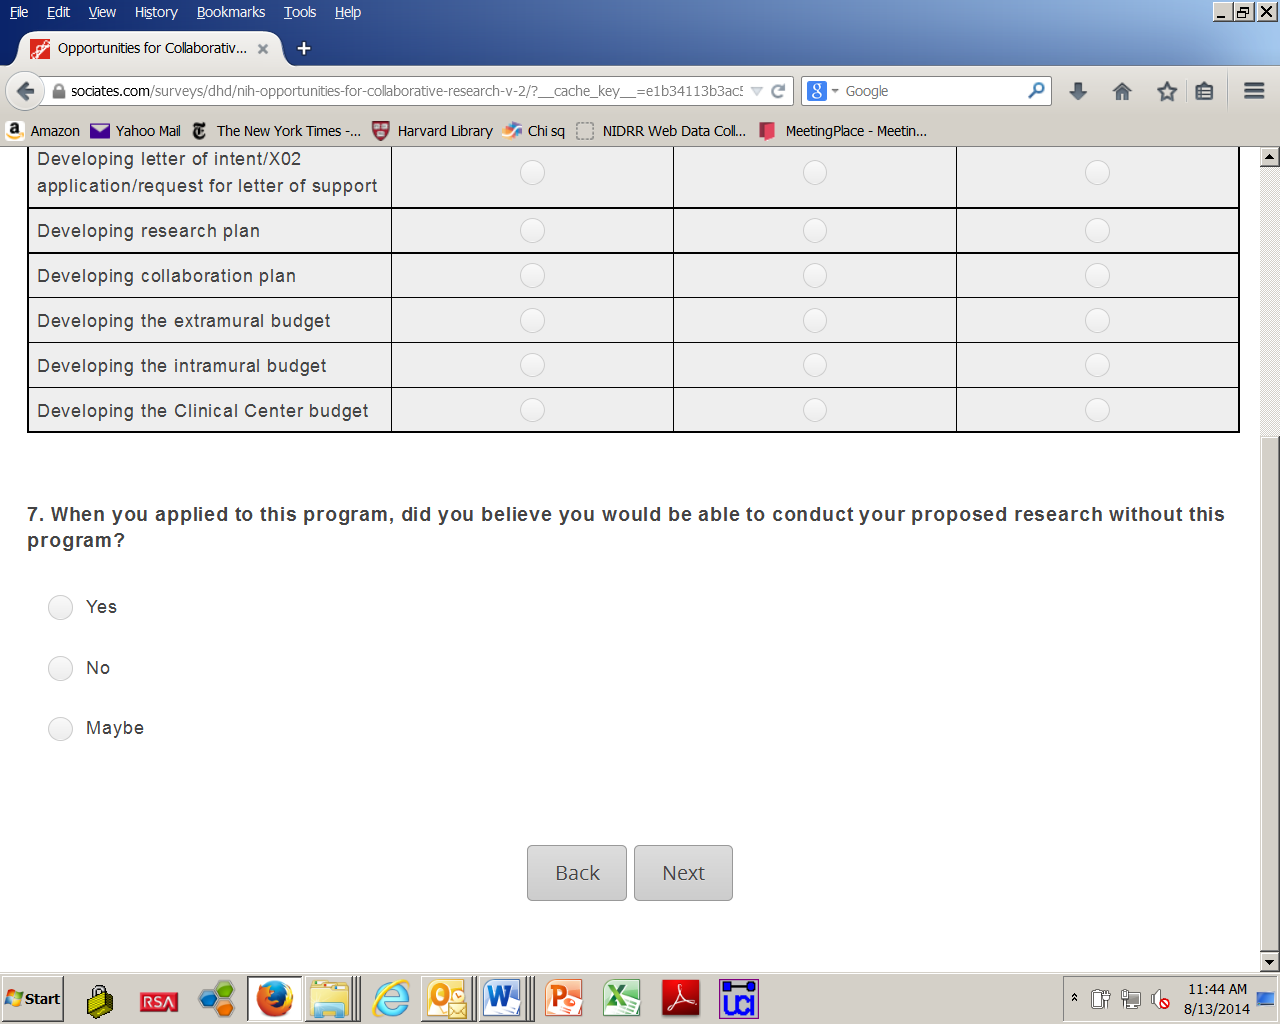 File Edit View History Bookmarks Tools Help
Opportunities for Collaborativ...
sociates.com/surveys/dhd/nih-opportunities-for-collaborative-research-v-2/?__cache_key__=e1b34113b3ac5
Google
Amazon Yahoo Mail The New York Times -... Harvard Library Chi sq NIDRR Web Data Coll... MeetingPlace - Meetin...
Developing letter of intent/X02
application/request for letter of support
Developing research plan
Developing collaboration plan
Developing the extramural budget
Developing the intramural budget
Developing the Clinical Center budget
7. When you applied to this program, did you believe you would be able to conduct your proposed research without this
program?
Yes
No
Maybe
Back Next
Start RSA UCI
11:44 AM
8/13/2014